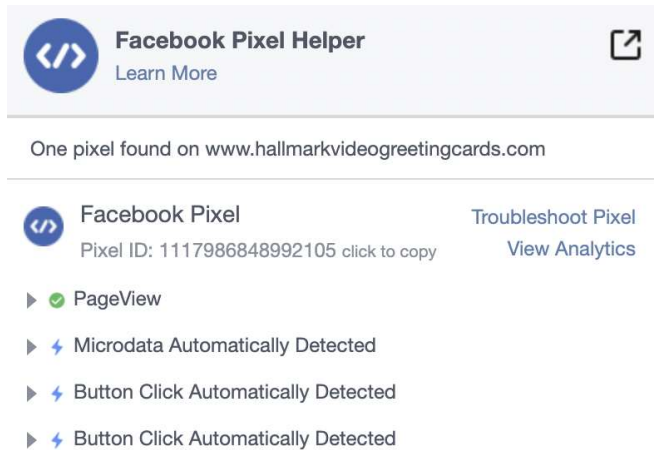 Facebook Pixel Helper
Learn More
One pixel found on www.hallmarkvideogreetingcards.com
Facebook Pixel
Troubleshoot Pixel
Pixel ID: 1117986848992105 click to copy
View Analytics
PageView
Microdata Automatically Detected
Button Click Automatically Detected
Button Click Automatically Detected